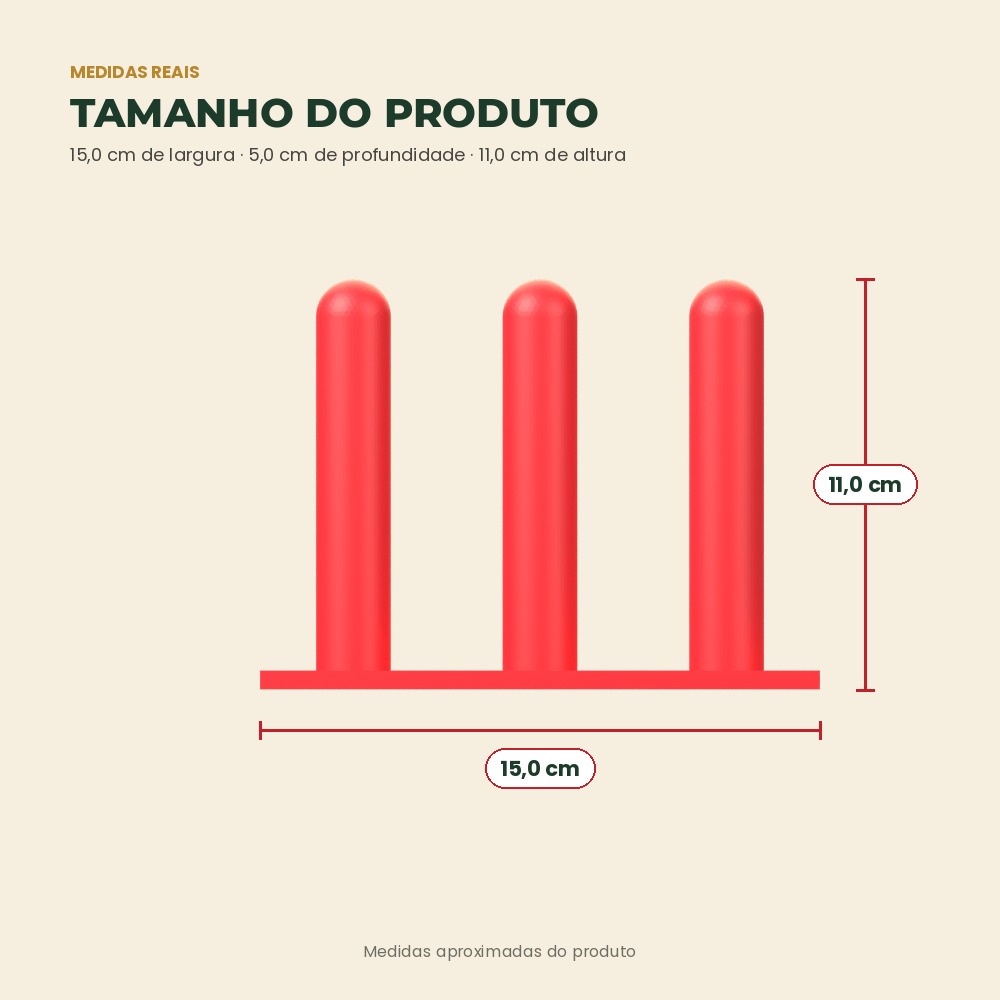 MEDIDAS REAIS
TAMANHO DO PRODUTO
15,0 cm de largura · 5,0 cm de profundidade · 11,0 cm de altura
11,0 cm
15,0 cm
Medidas aproximadas do produto